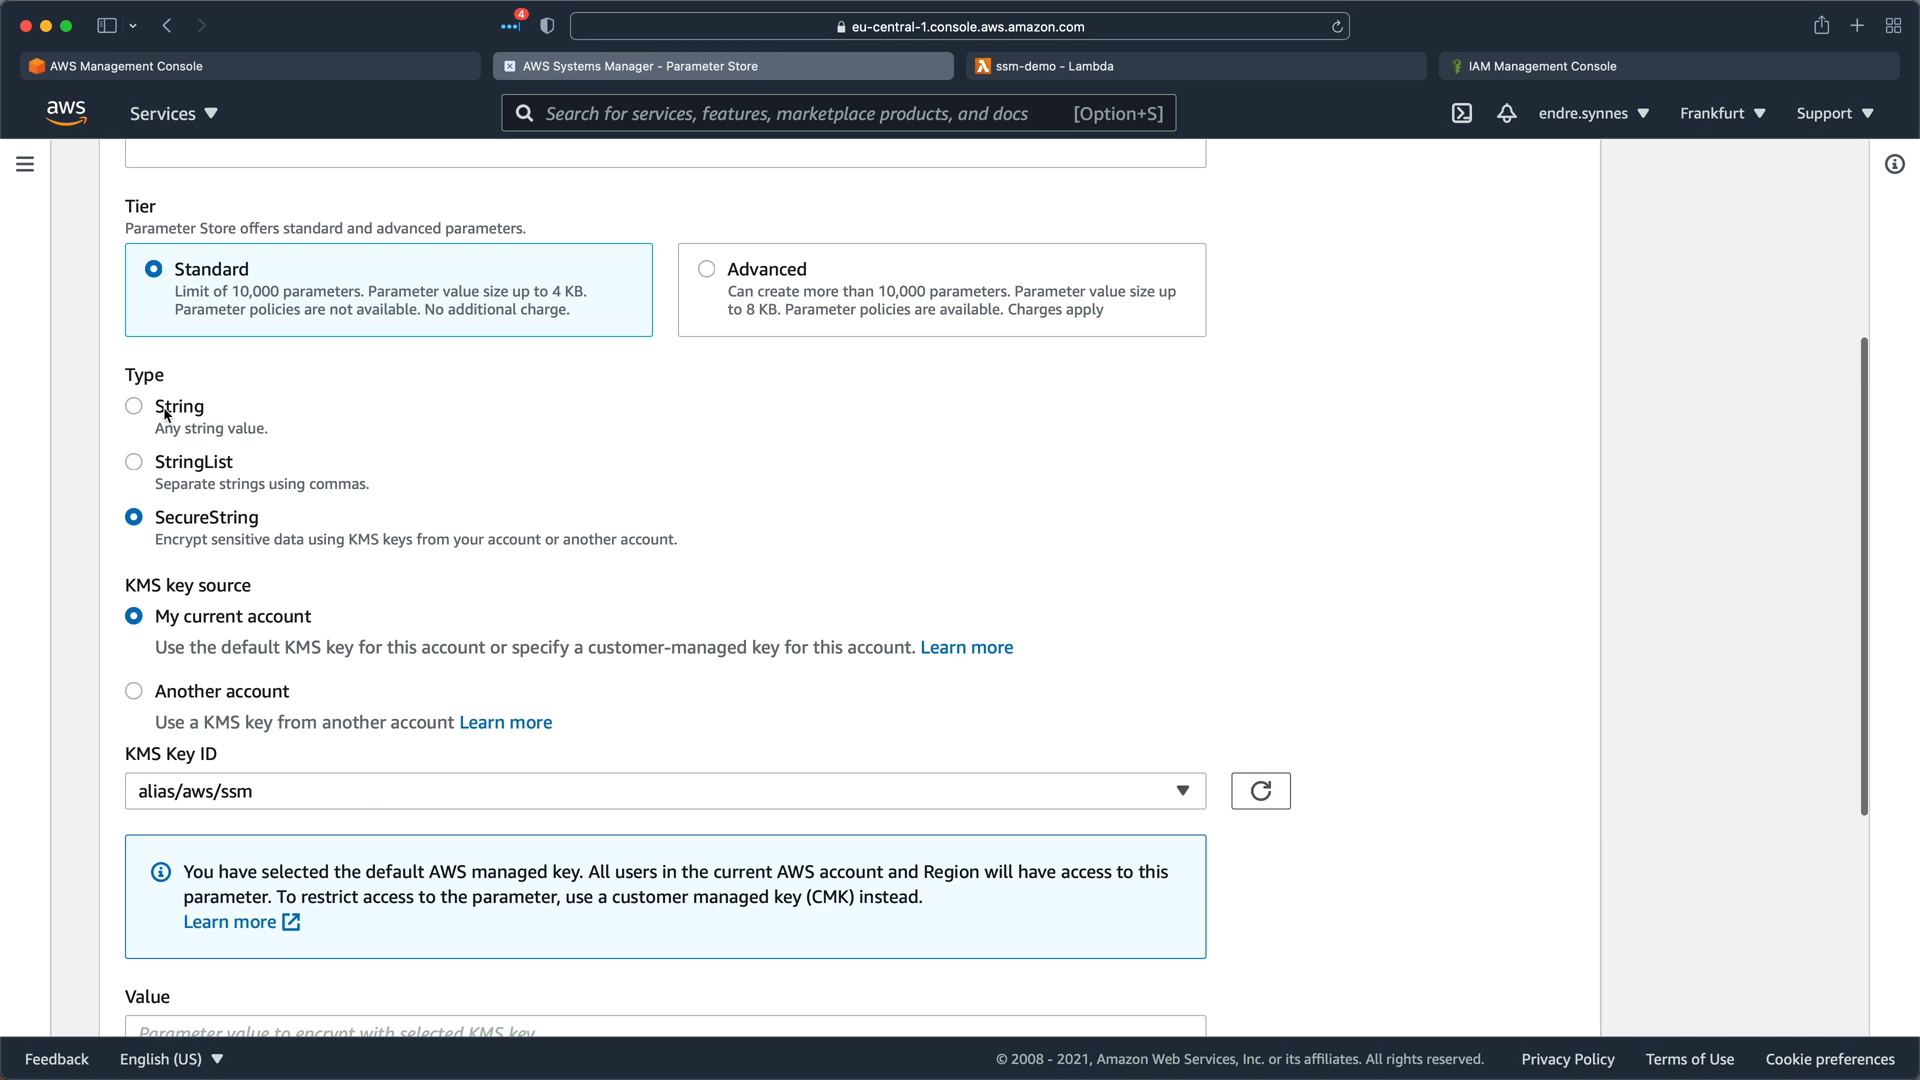 4
eu-central-1.console.aws.amazon.com
AWS Management Console
AWS Systems Manager - Parameter Store
ssm-demo - Lambda
IAM Management Console
aws
Services
Search for services, features, marketplace products, and docs
[Option+S]
endre.synnes
Frankfurt
Support
Tier
Parameter Store offers standard and advanced parameters.
Standard
Limit of 10,000 parameters. Parameter value size up to 4 KB.
Parameter policies are not available. No additional charge.
Advanced
Can create more than 10,000 parameters. Parameter value size up
to 8 KB. Parameter policies are available. Charges apply
Type
String
Any string value.
StringList
Separate strings using commas.
SecureString
Encrypt sensitive data using KMS keys from your account or another account.
KMS key source
My current account
Use the default KMS key for this account or specify a customer-managed key for this account. Learn more
Another account
Use a KMS key from another account Learn more
KMS Key ID
alias/aws/ssm
You have selected the default AWS managed key. All users in the current AWS account and Region will have access to this
parameter. To restrict access to the parameter, use a customer managed key (CMK) instead.
Learn more
Value
Parameter value to encrypt with selected KMS key
Feedback
English (US)
© 2008 - 2021, Amazon Web Services, Inc. or its affiliates. All rights reserved.
Privacy Policy
Terms of Use
Cookie preferences